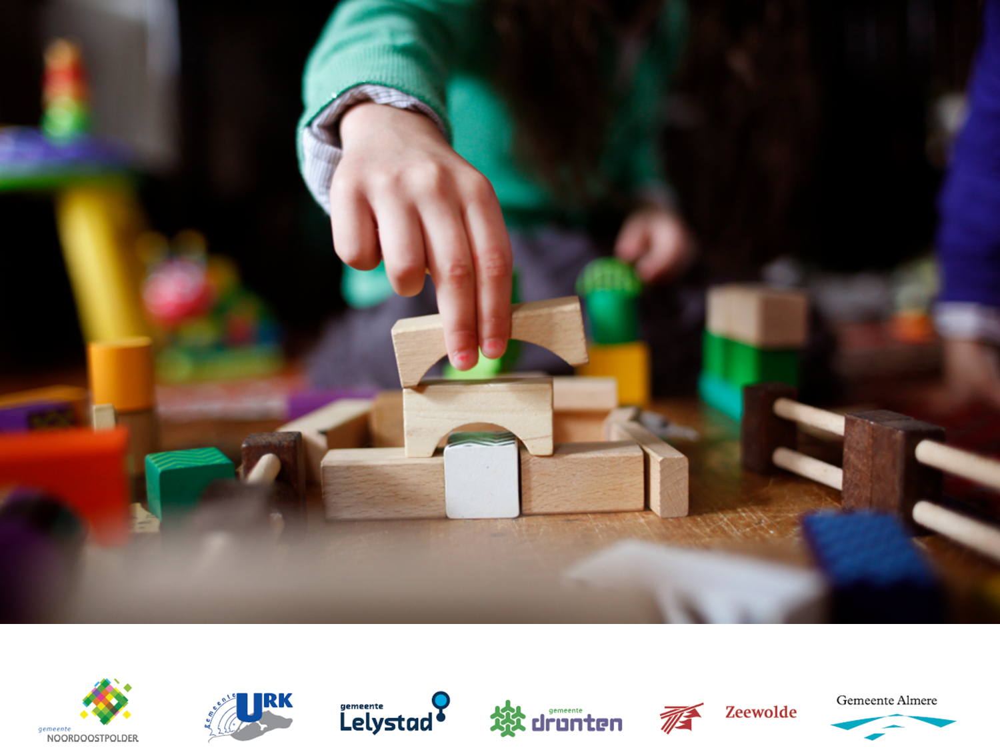 gemeente
NOORDOOSTPOLDER
gemeente
URK
gemeente
Lelystad
gemeente
dronten
Zeewolde
Gemeente Almere